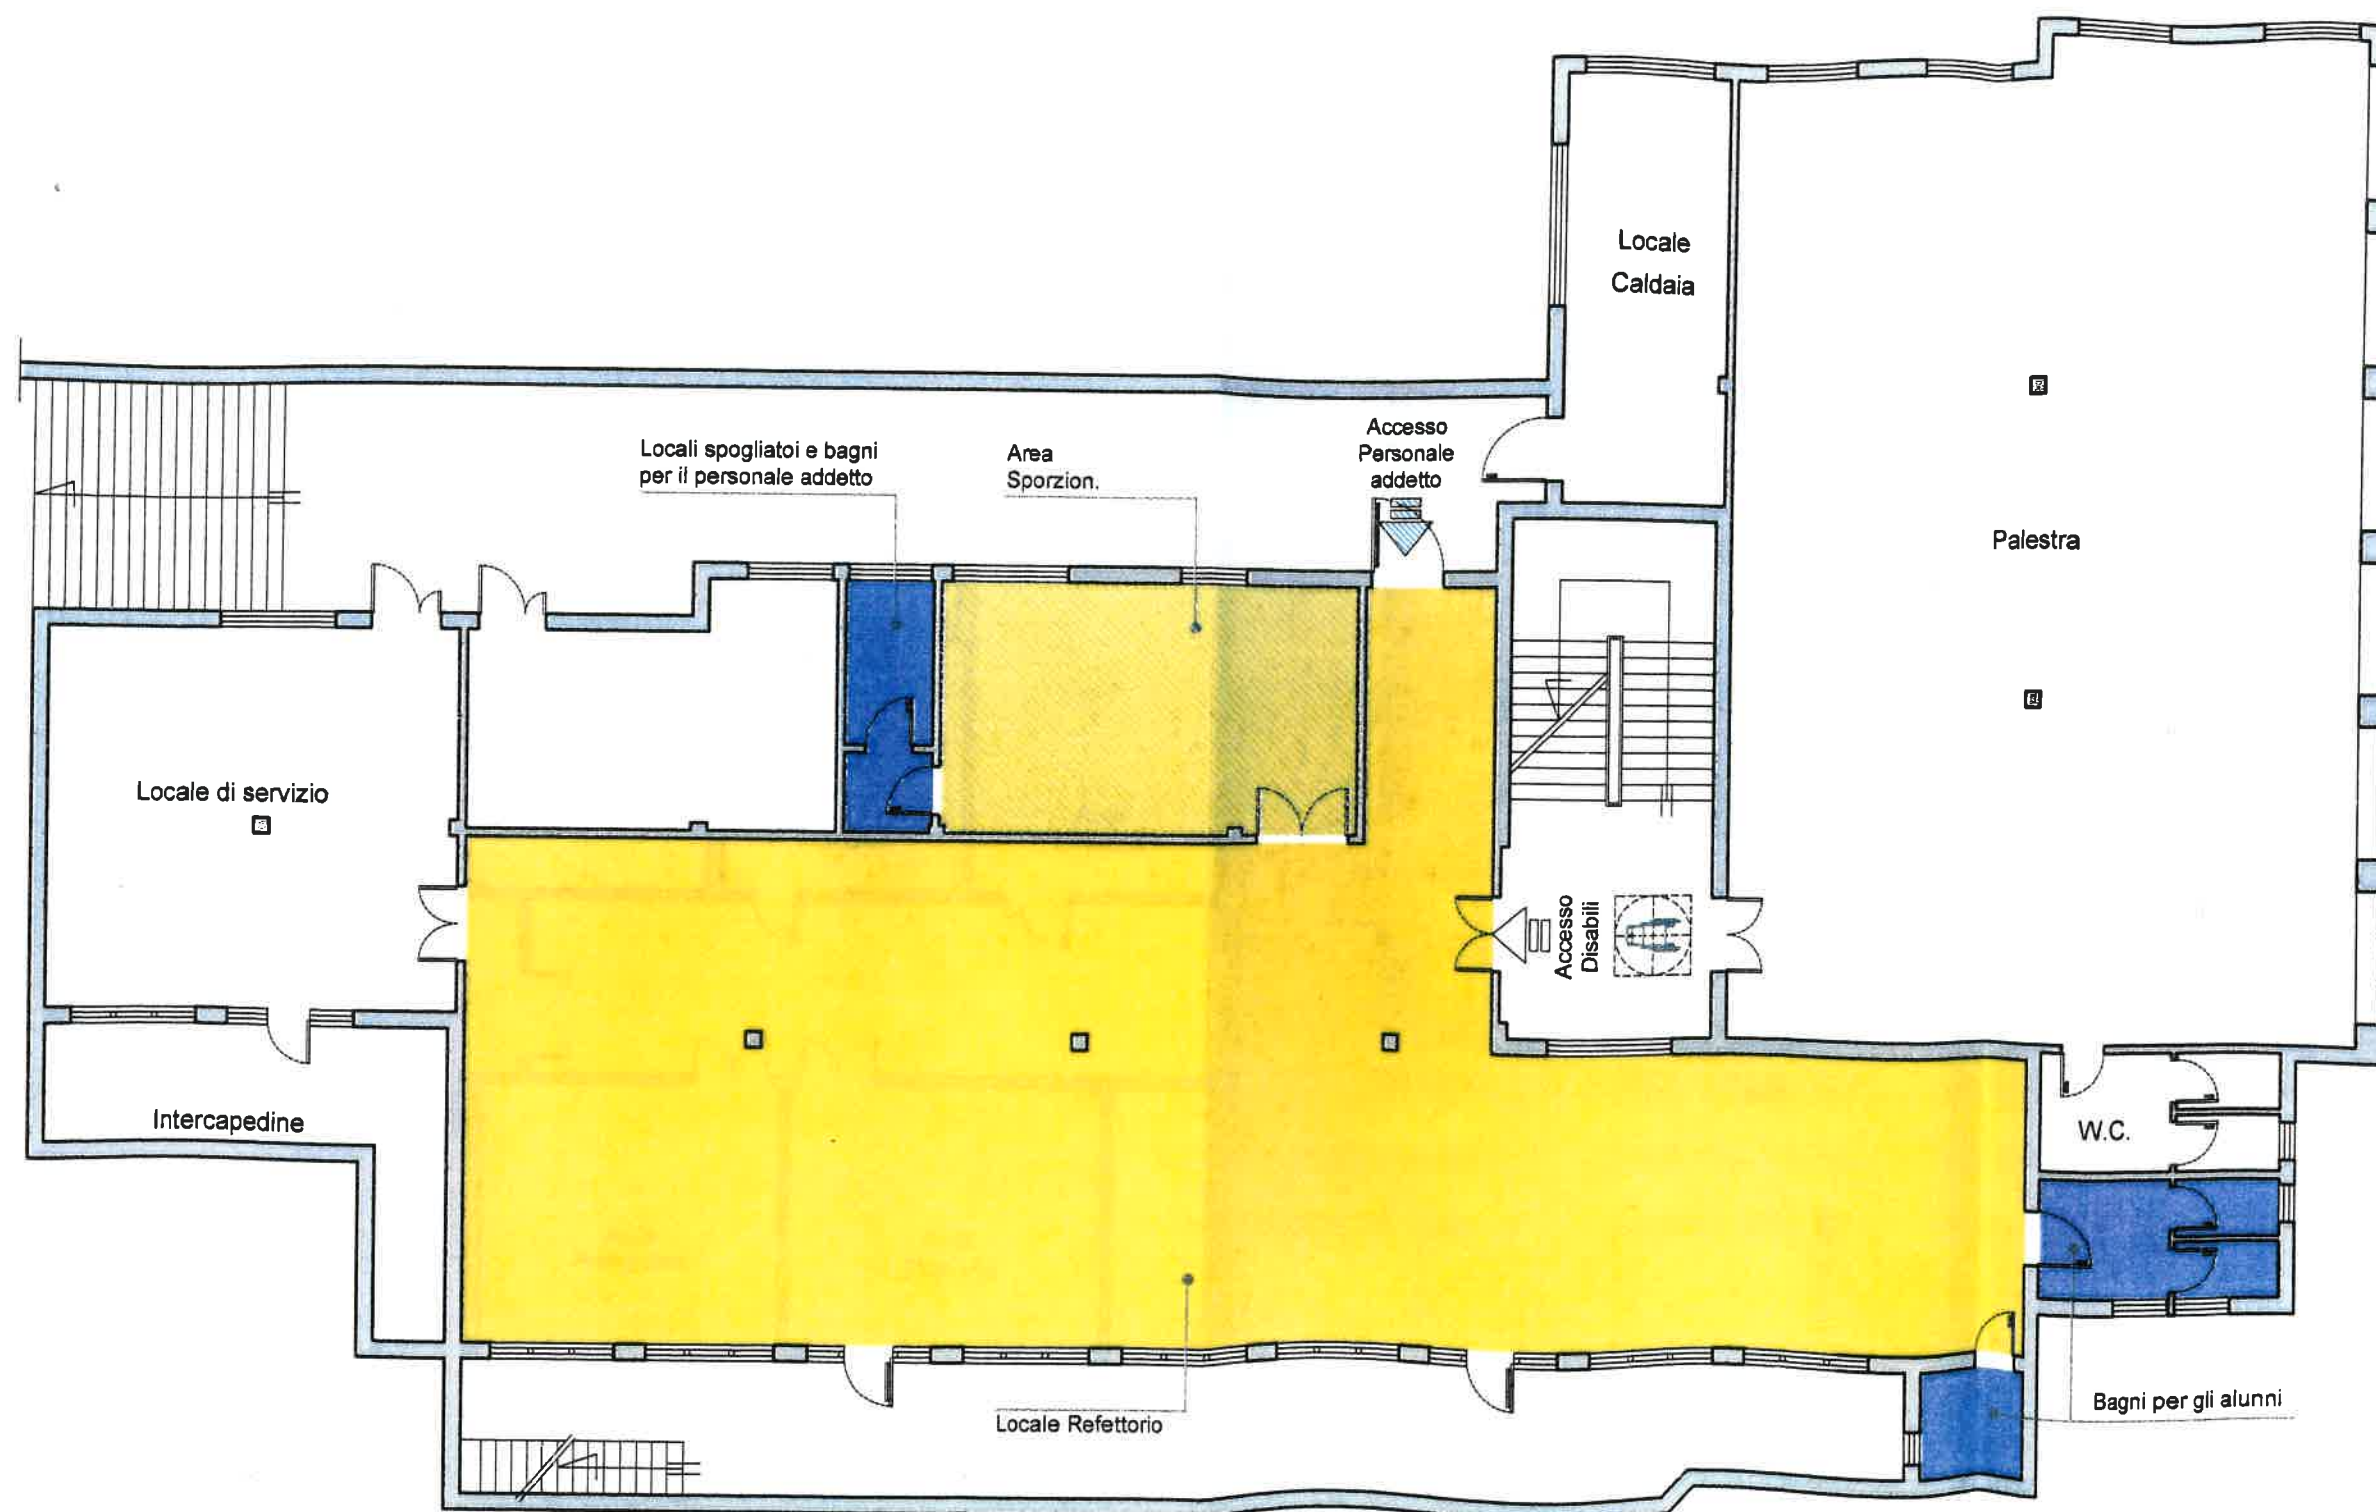 Locale
Caldaia
Accesso
Personale
addetto
Locali spogliatoi e bagni
per il personale addetto
Area
Sporzion.
Palestra
Locale di servizio
Accesso
Disabili
Intercapedine
W.C.
Bagni per gli alunni
Locale Refettorio